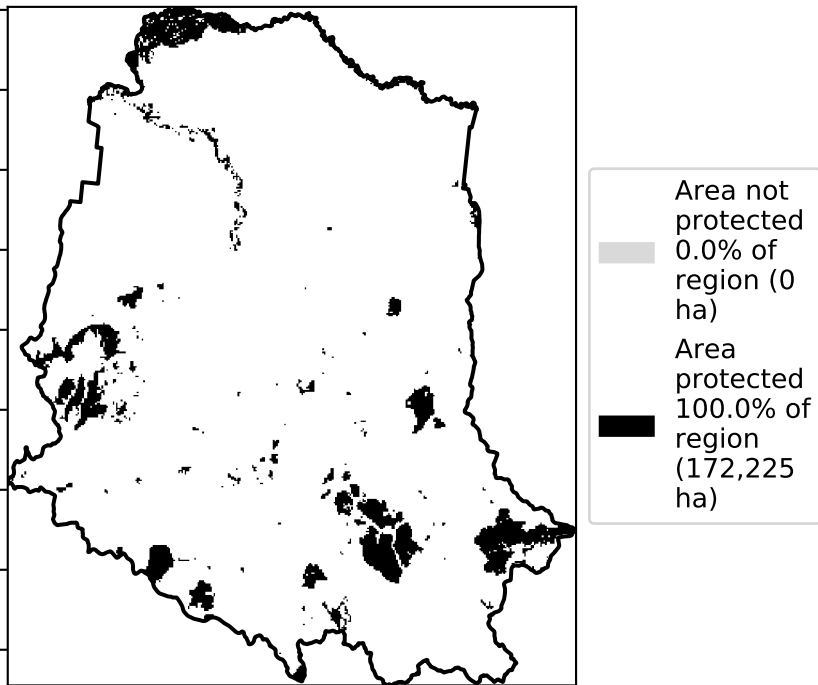 Area not
protected
0.0% of
region (0
ha)
Area
protected
100.0% of
region
(172,225
ha)